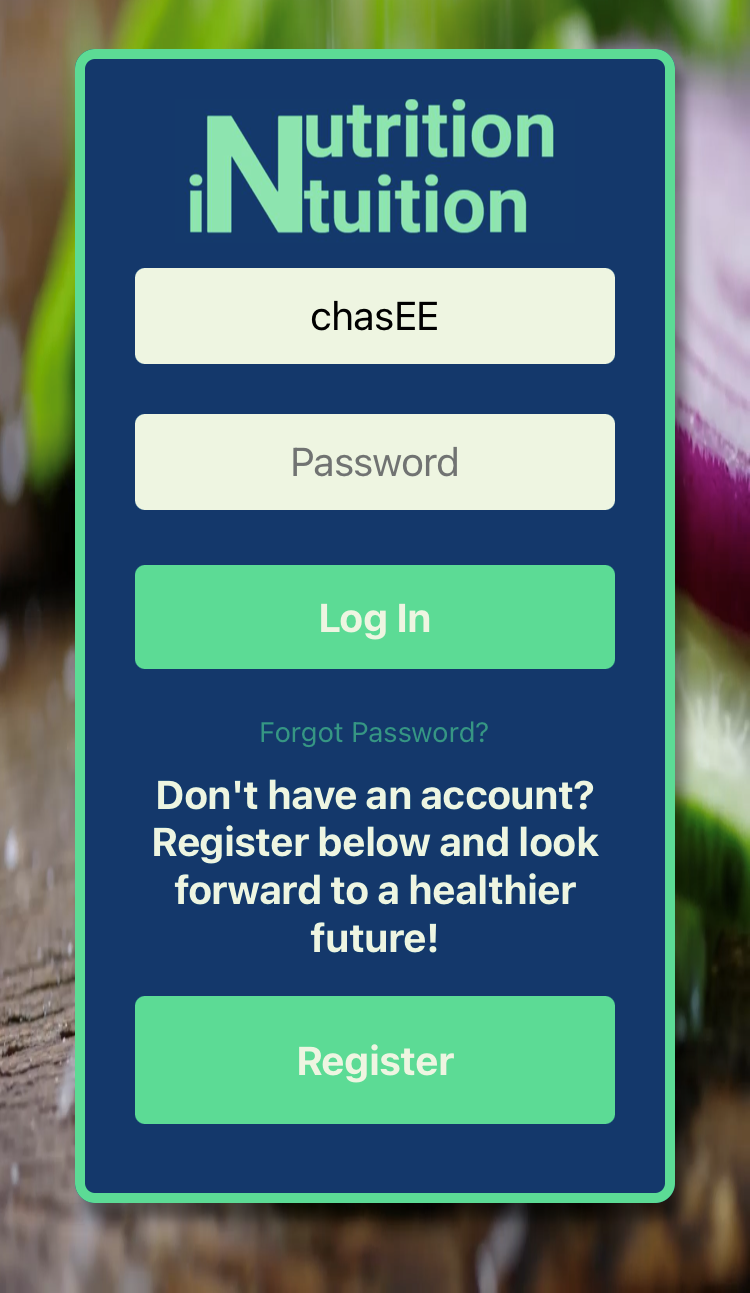 Nutrition
iNtuition
chasEE
Password
Log In
Forgot Password?
Don't have an account?
Register below and look
forward to a healthier
future!
Register